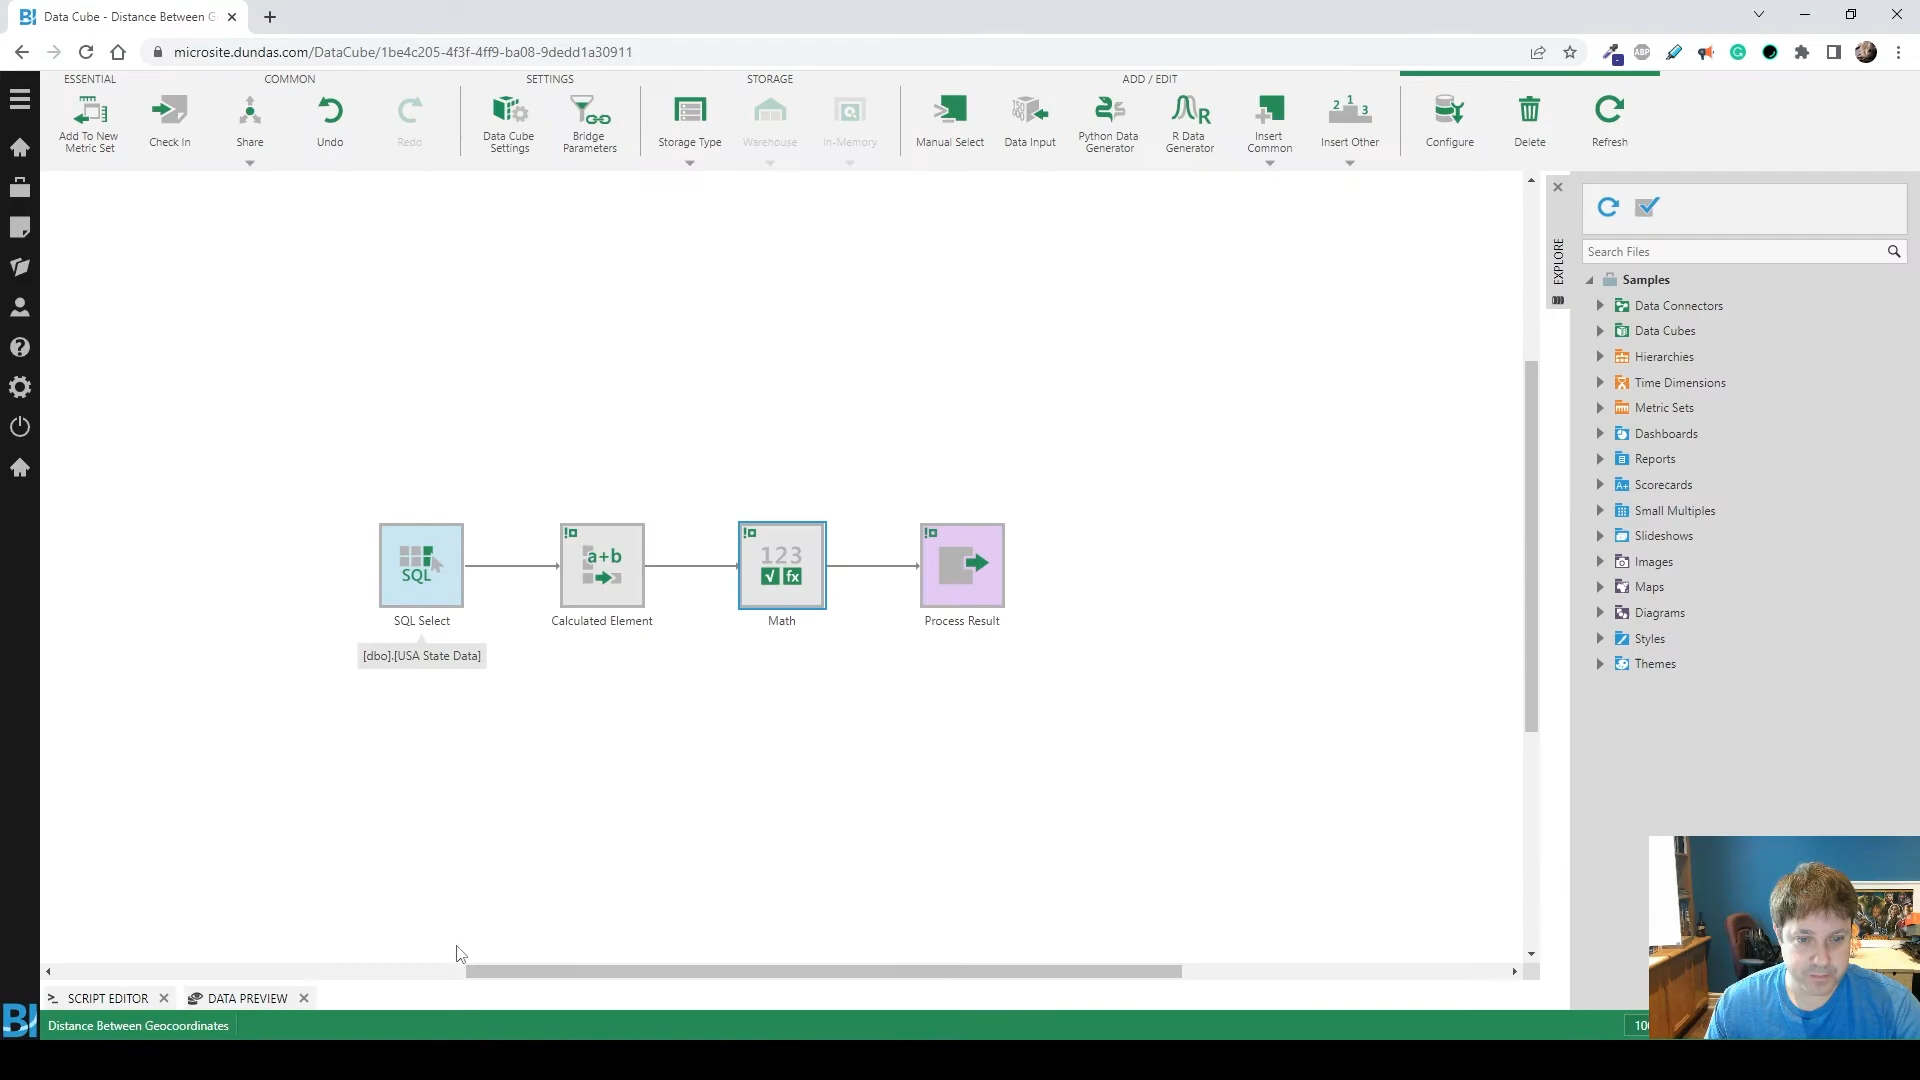 Data Cube - Distance Between G
microsite.dundas.com/DataCube/1be4c205-4f3f-4ff9-ba08-9dedd1a30911
ABP
ESSENTIAL
COMMON
SETTINGS
STORAGE
ADD / EDIT
Add To New
Metric Set
Check In
Share
Undo
Redo
Data Cube
Settings
Bridge
Parameters
Storage Type
Warehouse
In-Memory
Manual Select
Data Input
Python Data
Generator
R Data
Generator
Insert
Common
Insert Other
Configure
Delete
Refresh
EXPLORE
Search Files
Samples
Data Connectors
Data Cubes
Hierarchies
Time Dimensions
Metric Sets
Dashboards
Reports
Scorecards
Small Multiples
Slideshows
Images
Maps
Diagrams
Styles
Themes
SQL
a+b
123
√ fx
SQL Select
Calculated Element
Math
Process Result
[dbo].[USA State Data]
SCRIPT EDITOR
DATA PREVIEW
BI
Distance Between Geocoordinates